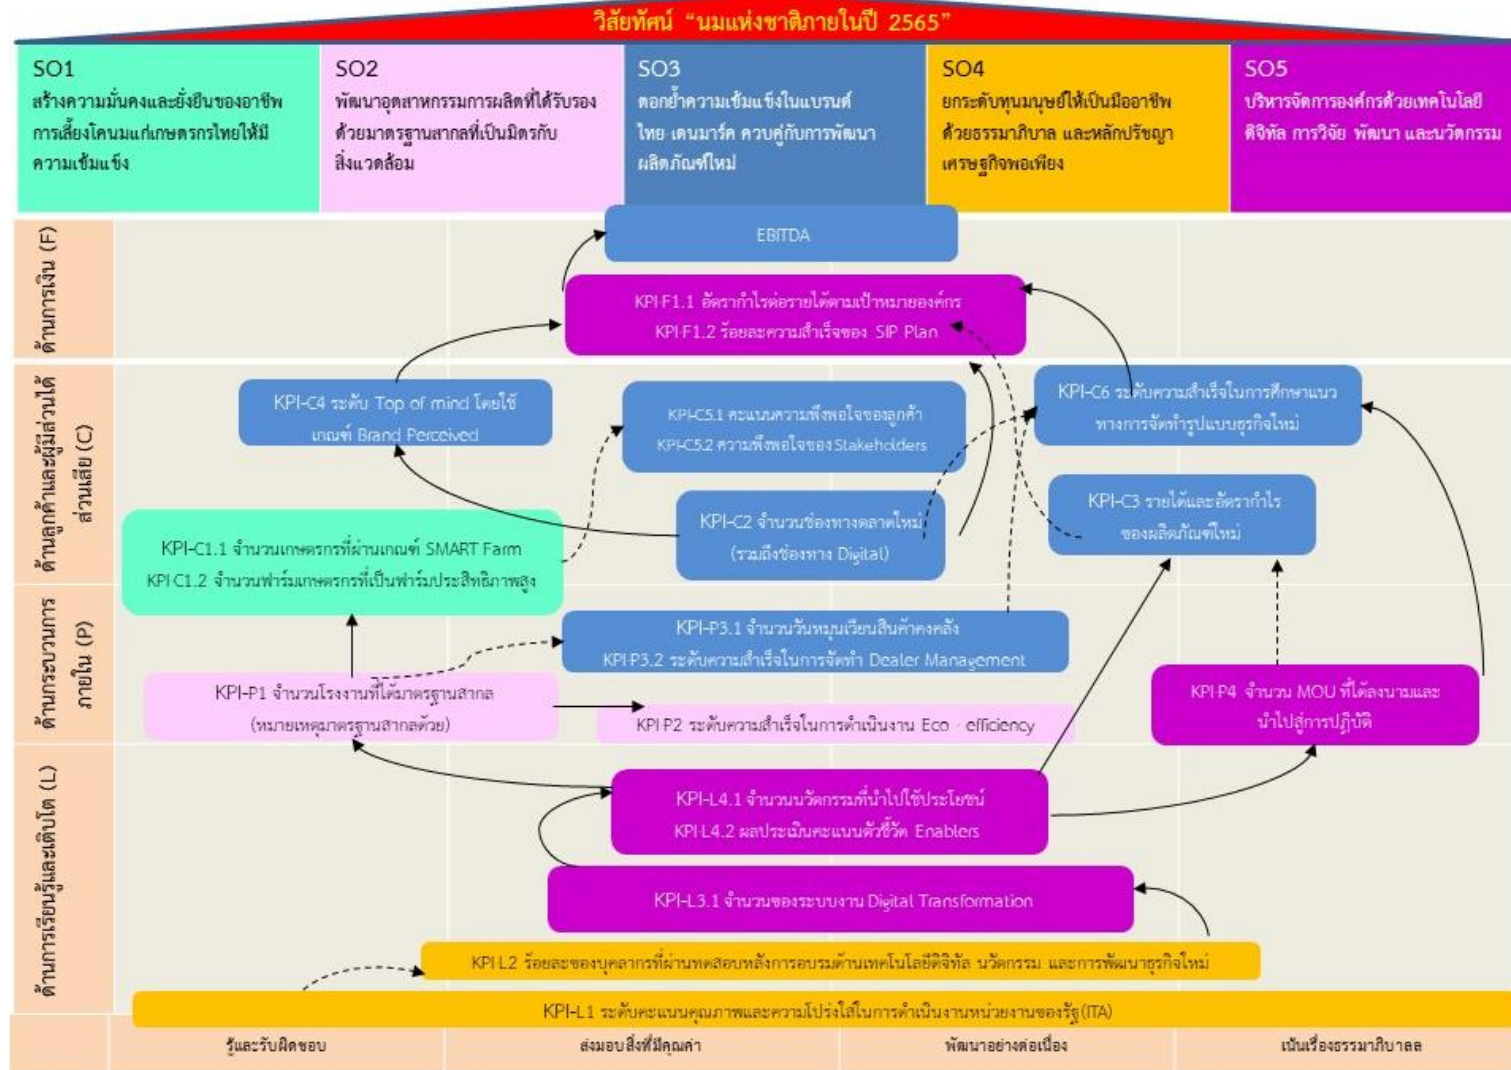 วิสัยทัศน์ “นมแห่งชาติภายในปี 2565”
SO1
สร้างความมั่นคงและยั่งยืนของอาชีพ
การเลี้ยงโคนมแก่เกษตรกรไทยให้มี
ความเข้มแข็ง
SO2
พัฒนาอุตสาหกรรมการผลิตที่ได้รับรอง
ด้วยมาตรฐานสากลที่เป็นมิตรกับ
สิ่งแวดล้อม
SO3
ตอกย้ำความเข้มแข็งในแบรนด์
ไทย เดนมาร์ค ควบคู่กับการพัฒนา
ผลิตภัณฑ์ใหม่
SO4
ยกระดับทุนมนุษย์ให้เป็นมืออาชีพ
ด้วยธรรมาภิบาล และหลักปรัชญา
เศรษฐกิจพอเพียง
SO5
บริหารจัดการองค์กรด้วยเทคโนโลยี
ดิจิทัล การวิจัย พัฒนา และนวัตกรรม
ด้านการเงิน (F)
EBITDA
KPI-F1.1 อัตรากำไรต่อรายได้ตามเป้าหมายองค์กร
KPI-F1.2 ร้อยละความสำเร็จของ SIP Plan
ด้านลูกค้าและผู้มีส่วนได้
ส่วนเสีย (C)
KPI-C4 ระดับ Top of mind โดยใช้
เกณฑ์ Brand Perceived
KPI-C5.1 คะแนนความพึงพอใจของลูกค้า
KPI-C5.2 ความพึงพอใจของ Stakeholders
KPI-C6 ระดับความสำเร็จในการศึกษาแนว
ทางการจัดทำรูปแบบธุรกิจใหม่
KPI-C2 จำนวนช่องทางตลาดใหม่
(รวมถึงช่องทาง Digital)
KPI-C3 รายได้และอัตรากำไร
ของผลิตภัณฑ์ใหม่
KPI-C1.1 จำนวนเกษตรกรที่ผ่านเกณฑ์ SMART Farm
KPI C1.2 จำนวนฟาร์มเกษตรกรที่เป็นฟาร์มประสิทธิภาพสูง
ด้านกระบวนการ
ภายใน (P)
KPI-P3.1 จำนวนวันหมุนเวียนสินค้าคงคลัง
KPI P3.2 ระดับความสำเร็จในการจัดทำ Dealer Management
KPI-P1 จำนวนโรงงานที่ได้มาตรฐานสากล
(หมายเหตุมาตรฐานสากลด้วย)
KPI P2 ระดับความสำเร็จในการดำเนินงาน Eco - efficiency
KPI P4 จำนวน MOU ที่ได้ลงนามและ
นำไปสู่การปฏิบัติ
ด้านการเรียนรู้และเติบโต (L)
KPI-L4.1 จำนวนนวัตกรรมที่นำไปใช้ประโยชน์
KPI L4.2 ผลประเมินคะแนนตัวชี้วัด Enablers
KPI-L3.1 จำนวนของระบบงาน Digital Transformation
KPI L2 ร้อยละของบุคลากรที่ผ่านทดสอบหลังการอบรมด้านเทคโนโลยีดิจิทัล นวัตกรรม และการพัฒนาธุรกิจใหม่
KPI-L1 ระดับคะแนนคุณภาพและความโปร่งใสในการดำเนินงานหน่วยงานของรัฐ(ITA)
รู้และรับผิดชอบ
ส่งมอบสิ่งที่มีคุณค่า
พัฒนาอย่างต่อเนื่อง
เน้นเรื่องธรรมาภิบาลล